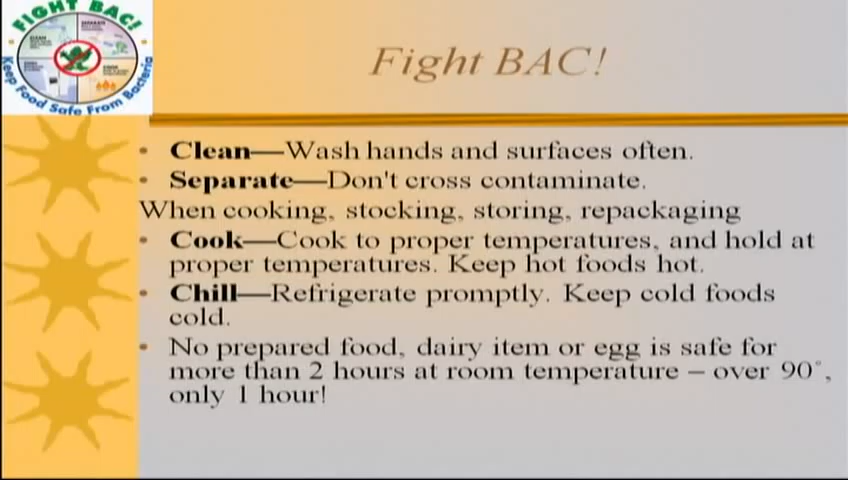 FIGHT BAC!
Keep Food Safe From Bacteria
Fight BAC!
• Clean—Wash hands and surfaces often.
• Separate—Don't cross contaminate.
When cooking, stocking, storing, repackaging
• Cook—Cook to proper temperatures, and hold at
proper temperatures. Keep hot foods hot.
• Chill—Refrigerate promptly. Keep cold foods
cold.
• No prepared food, dairy item or egg is safe for
more than 2 hours at room temperature – over 90°,
only 1 hour!